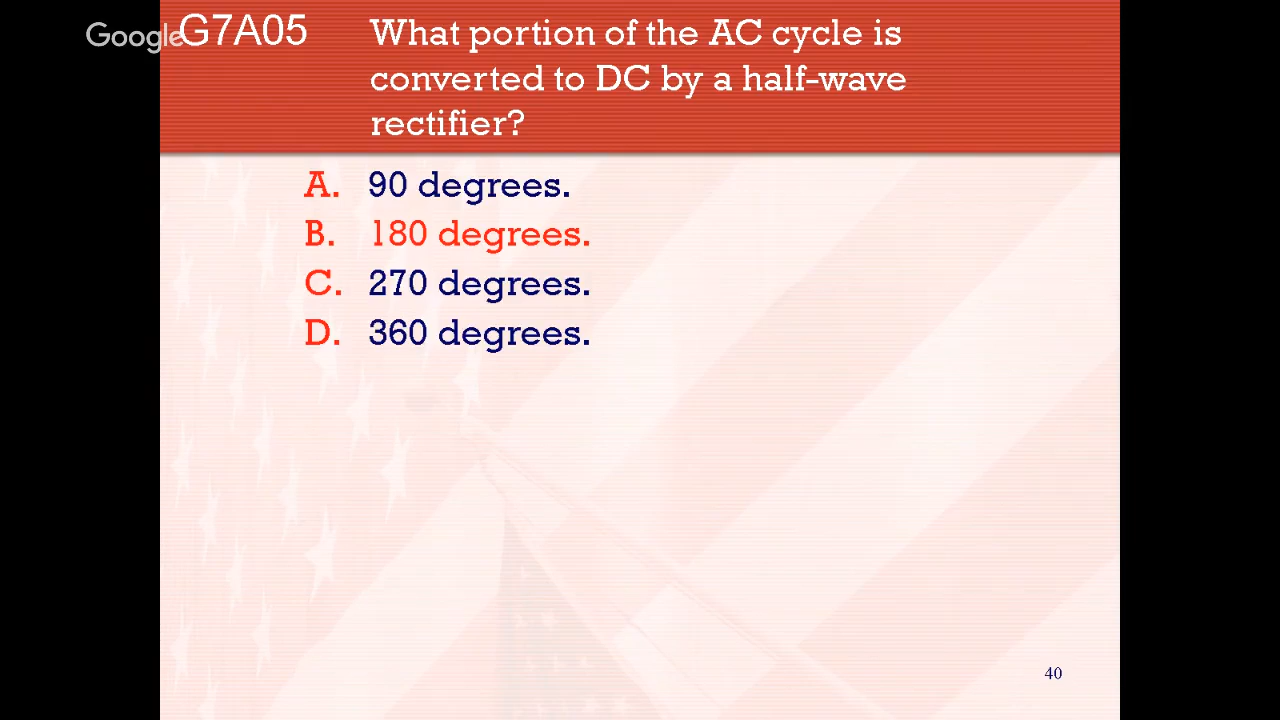 Google
G7A05
What portion of the AC cycle is
converted to DC by a half-wave
rectifier?
A. 90 degrees.
B. 180 degrees.
C. 270 degrees.
D. 360 degrees.
40